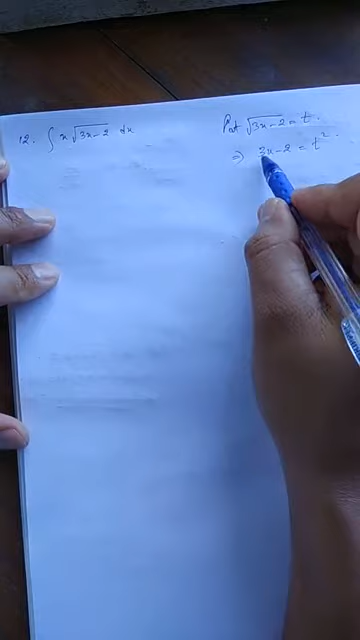 12. ∫ x √3x-2 dx
Put √3x-2 = t.
⇒ 3x-2 = t².